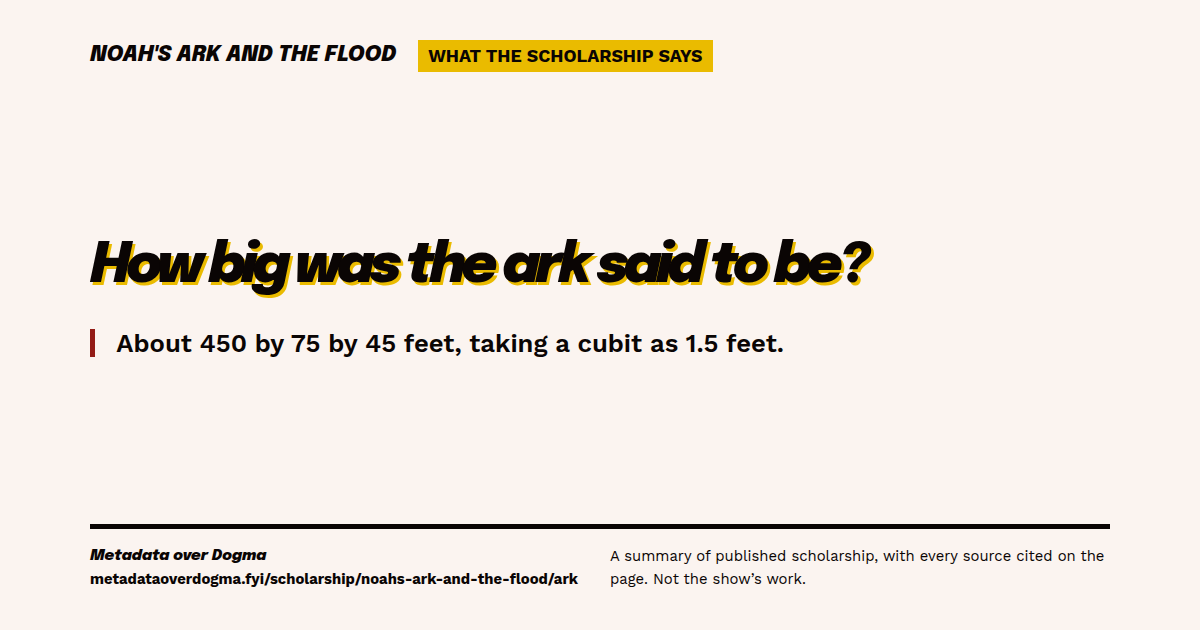 NOAH'S ARK AND THE FLOOD
WHAT THE SCHOLARSHIP SAYS
How big was the ark said to be?
About 450 by 75 by 45 feet, taking a cubit as 1.5 feet.
Metadata over Dogma
metadataoverdogma.fyi/scholarship/noahs-ark-and-the-flood/ark
A summary of published scholarship, with every source cited on the
page. Not the show’s work.